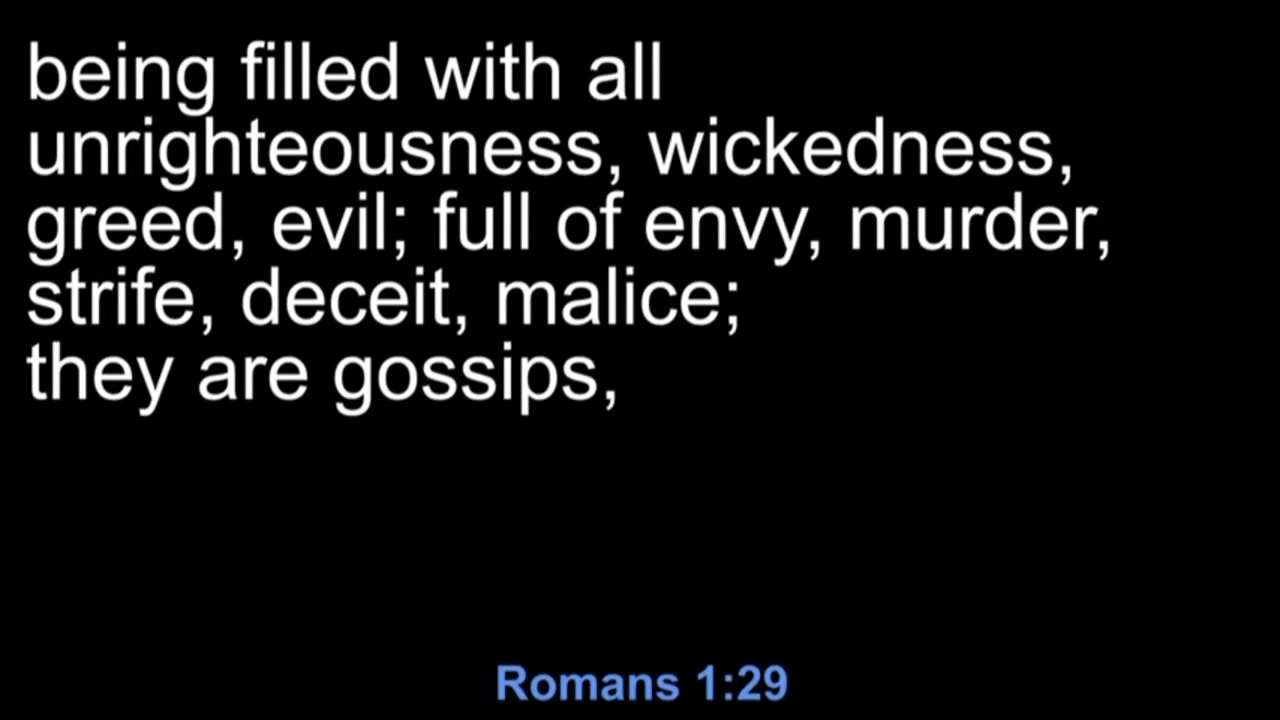 being filled with all
unrighteousness, wickedness,
greed, evil; full of envy, murder,
strife, deceit, malice;
they are gossips,
Romans 1:29